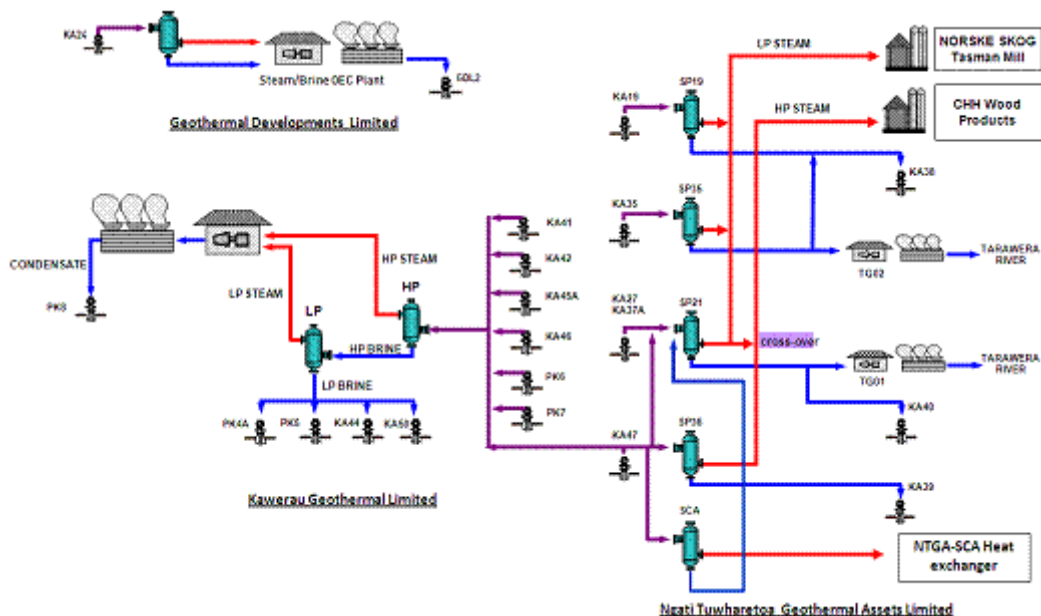 KA24
Steam/Brine OEC Plant
GDL2
Geothermal Developments Limited
LP STEAM
NORSKE SKOG
Tasman Mill
HP STEAM
CHH Wood
Products
KA19
SP19
KA38
KA35
SP35
TG02
TARAWERA
RIVER
KA27
KA37A
SP21
cross-over
TG01
TARAWERA
RIVER
KA40
KA47
SP36
KA39
SCA
NTGA-SCA Heat
exchanger
Ngati Tuwharetoa Geothermal Assets Limited
CONDENSATE
PK8
HP STEAM
LP STEAM
HP
LP
HP BRINE
LP BRINE
PK4A
PK5
KA44
KA50
KA41
KA42
KA45A
KA46
PK6
PK7
Kawerau Geothermal Limited